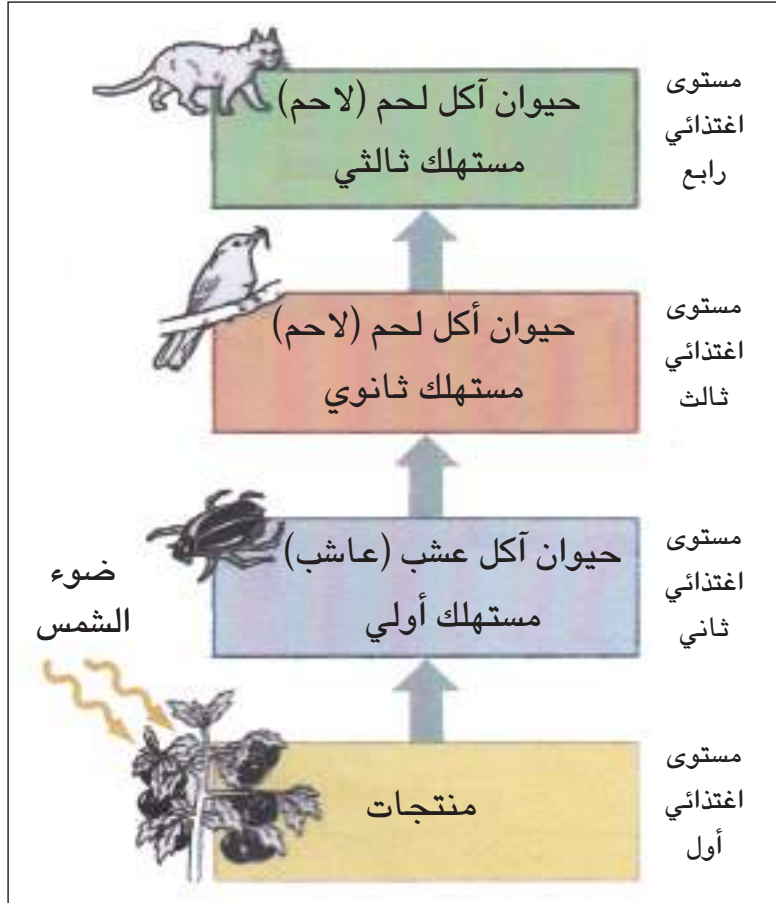 حيوان آكل لحم (لاحم)
مستهلك ثالثي
مستوى
اغتذائي
رابع
حيوان أكل لحم (لاحم)
مستهلك ثانوي
مستوى
اغتذائي
ثالث
حيوان آكل عشب (عاشب)
مستهلك أولي
مستوى
اغتذائي
ثاني
ضوء
الشمس
منتجات
مستوى
اغتذائي
أول